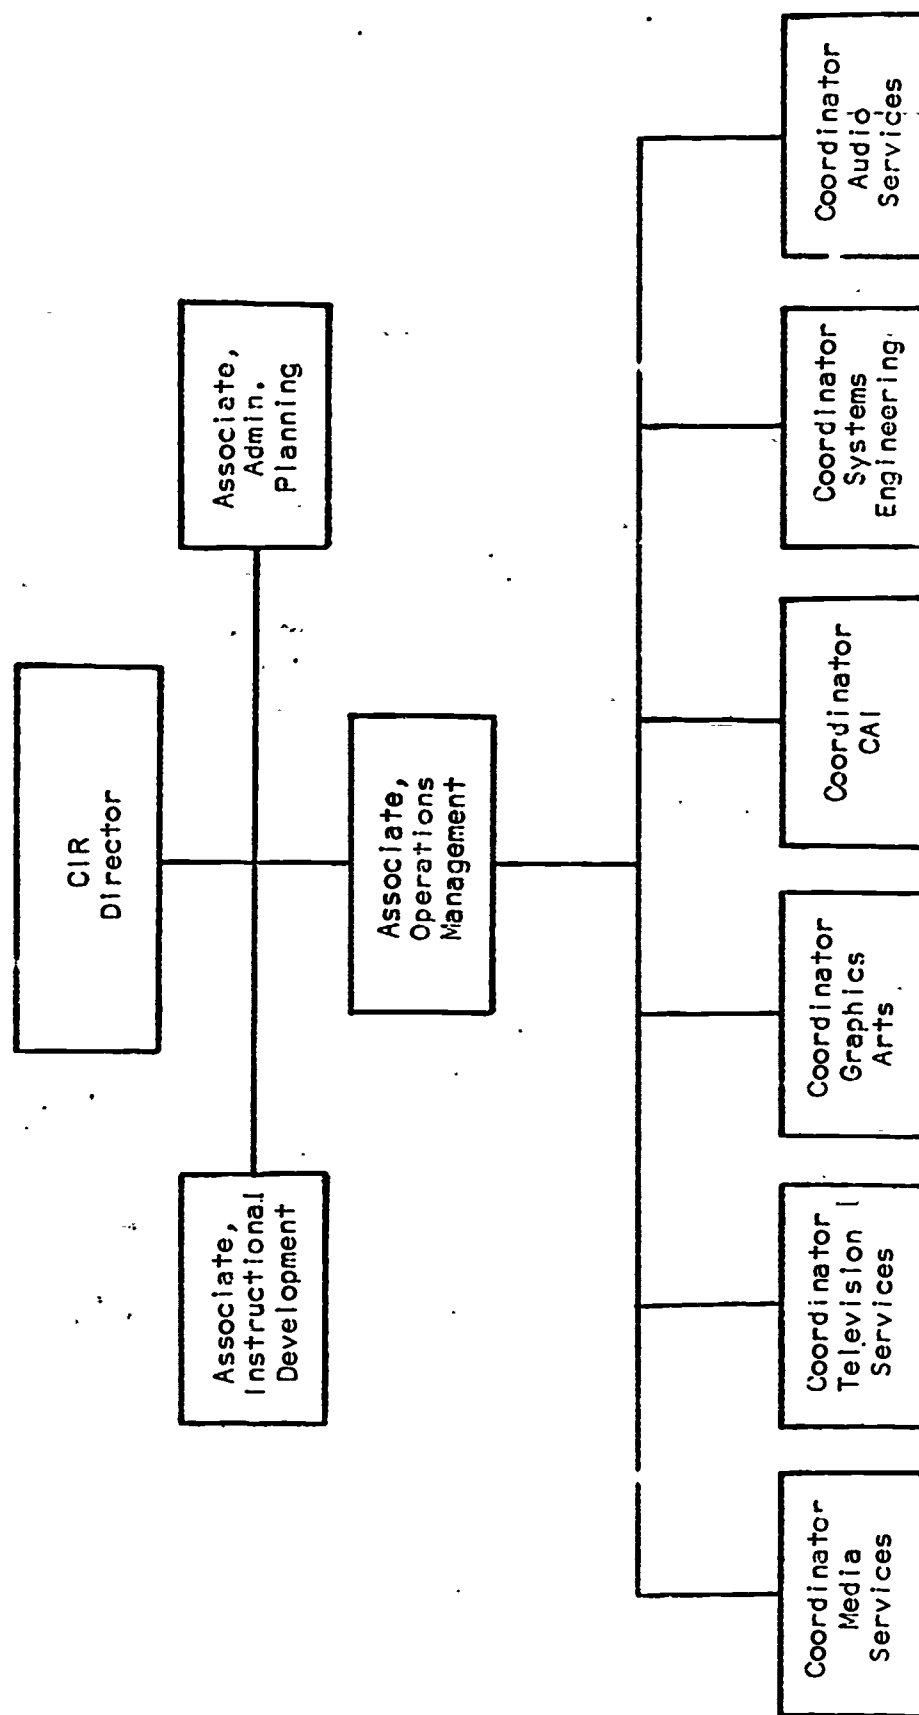 CIR
Director
Associate,
Instructional
Development
Associate,
Admin.
Planning
Associate,
Operations
Management
Coordinator
Media
Services
Coordinator
Television
Services
Coordinator
Graphics
Arts
Coordinator
CAI
Coordinator
Systems
Engineering
Coordinator
Audio
Services